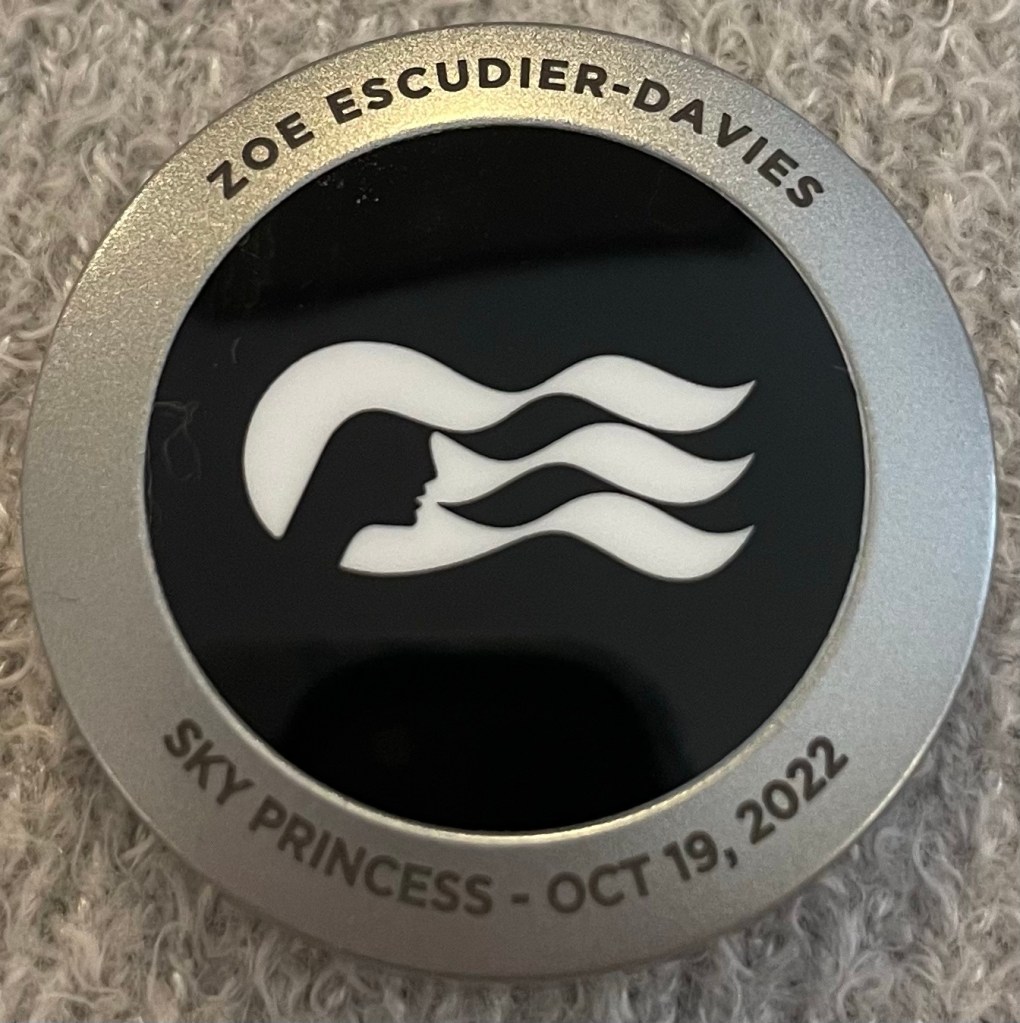 ZOE ESCUDIER-DAVIES
SKY PRINCESS - OCT 19, 2022